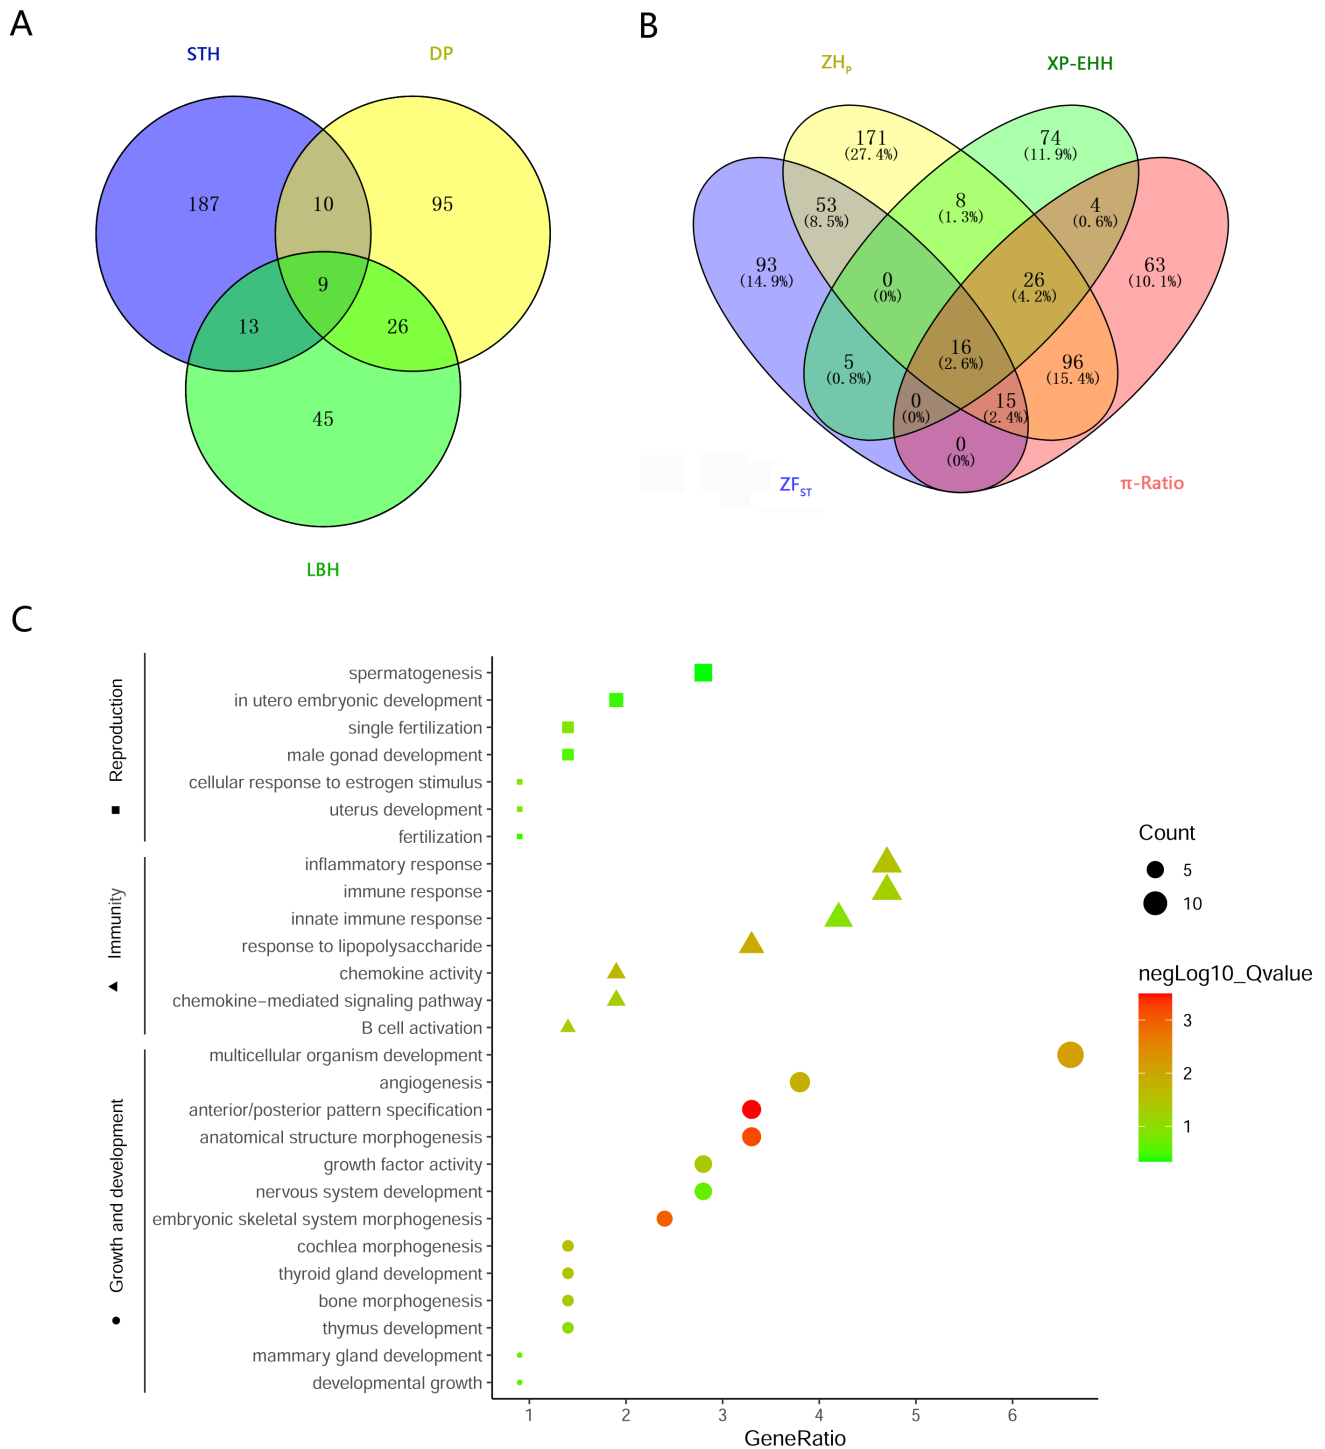 A
STH
DP
187
10
95
9
13
26
45
LBH
B
ZHP
XP-EHH
171
(27.4%)
74
(11.9%)
53
(8.5%)
8
(1.3%)
4
(0.6%)
93
(14.9%)
0
(0%)
26
(4.2%)
63
(10.1%)
5
(0.8%)
16
(2.6%)
96
(15.4%)
0
(0%)
15
(2.4%)
0
(0%)
ZFST
π-Ratio
C
Reproduction
spermatogenesis
in utero embryonic development
single fertilization
male gonad development
cellular response to estrogen stimulus
uterus development
fertilization
Immunity
inflammatory response
immune response
innate immune response
response to lipopolysaccharide
chemokine activity
chemokine−mediated signaling pathway
B cell activation
Growth and development
multicellular organism development
angiogenesis
anterior/posterior pattern specification
anatomical structure morphogenesis
growth factor activity
nervous system development
embryonic skeletal system morphogenesis
cochlea morphogenesis
thyroid gland development
bone morphogenesis
thymus development
mammary gland development
developmental growth
1 2 3 4 5 6
GeneRatio
Count
5
10
negLog10_Qvalue
3
2
1